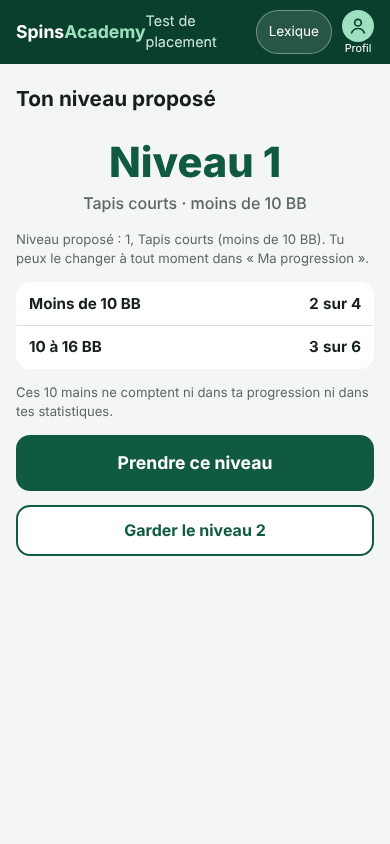 SpinsAcademy
Test de
placement
Lexique
Profil
Ton niveau proposé
Niveau 1
Tapis courts · moins de 10 BB
Niveau proposé : 1, Tapis courts (moins de 10 BB). Tu
peux le changer à tout moment dans « Ma progression ».
Moins de 10 BB 2 sur 4
10 à 16 BB 3 sur 6
Ces 10 mains ne comptent ni dans ta progression ni dans
tes statistiques.
Prendre ce niveau
Garder le niveau 2